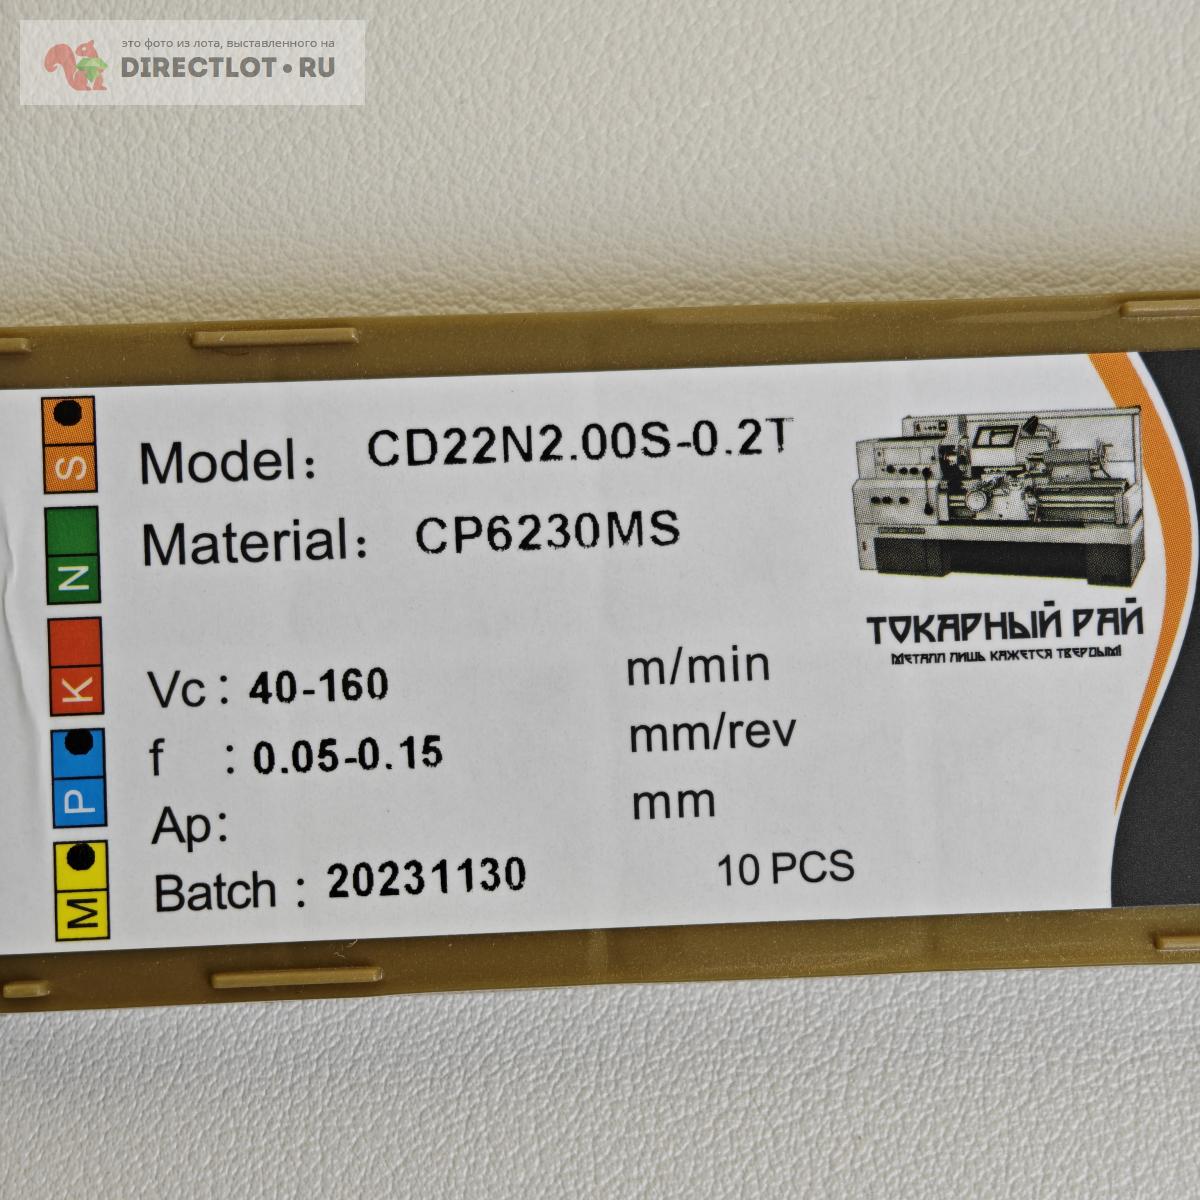 это фото из лота, выставленного на
DIRECTLOT•RU
S
Model: CD22N2.00S-0.2T
N
Material: CP6230MS
K
ТОКАРНЫЙ РАЙ
МЕТАЛЛ ЛИШЬ КАЖЕТСЯ ТВЕРДЫМ!
Vc: 40-160 m/min
P
f : 0.05-0.15 mm/rev
Ap: mm
M
Batch: 20231130 10 PCS